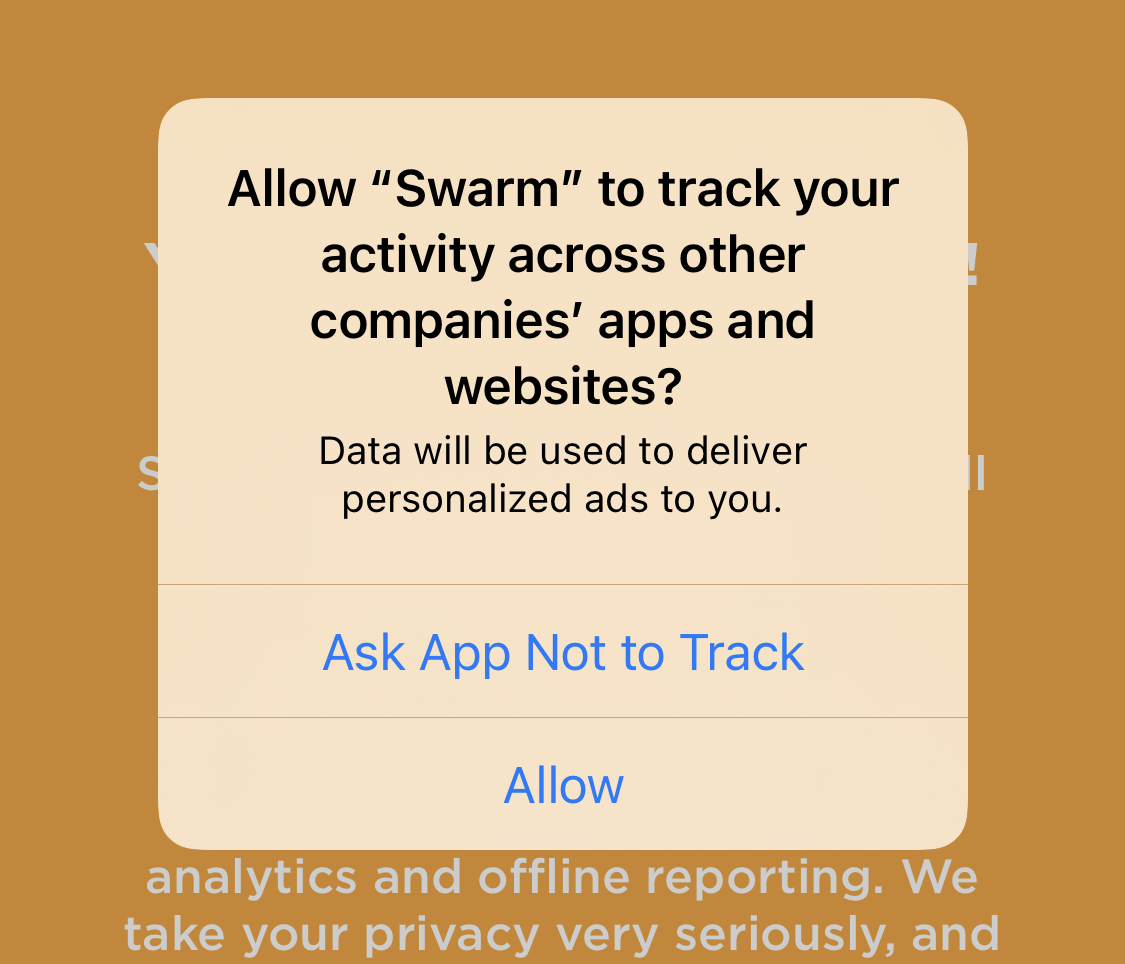 Allow “Swarm” to track your
activity across other
companies’ apps and
websites?
Data will be used to deliver
personalized ads to you.
Ask App Not to Track
Allow
analytics and offline reporting. We
take your privacy very seriously, and